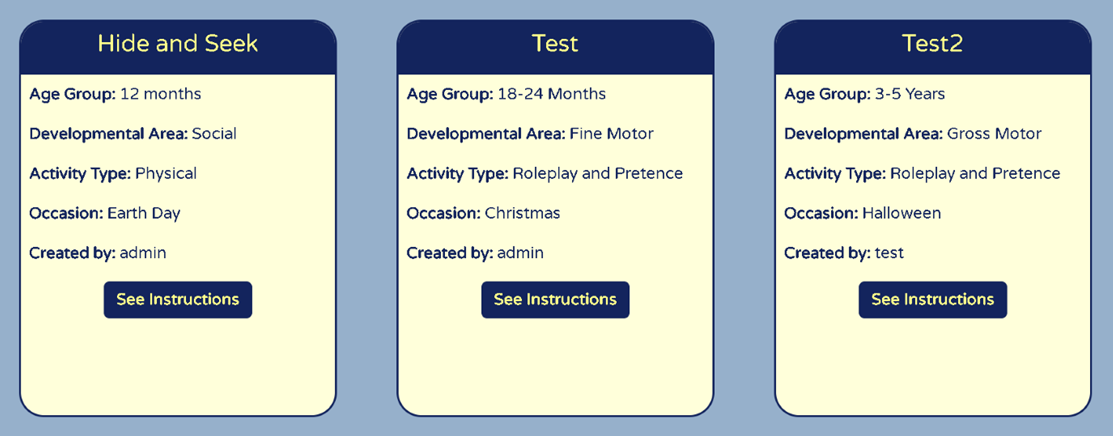 Hide and Seek
Age Group: 12 months
Developmental Area: Social
Activity Type: Physical
Occasion: Earth Day
Created by: admin
See Instructions
Test
Age Group: 18-24 Months
Developmental Area: Fine Motor
Activity Type: Roleplay and Pretence
Occasion: Christmas
Created by: admin
See Instructions
Test2
Age Group: 3-5 Years
Developmental Area: Gross Motor
Activity Type: Roleplay and Pretence
Occasion: Halloween
Created by: test
See Instructions